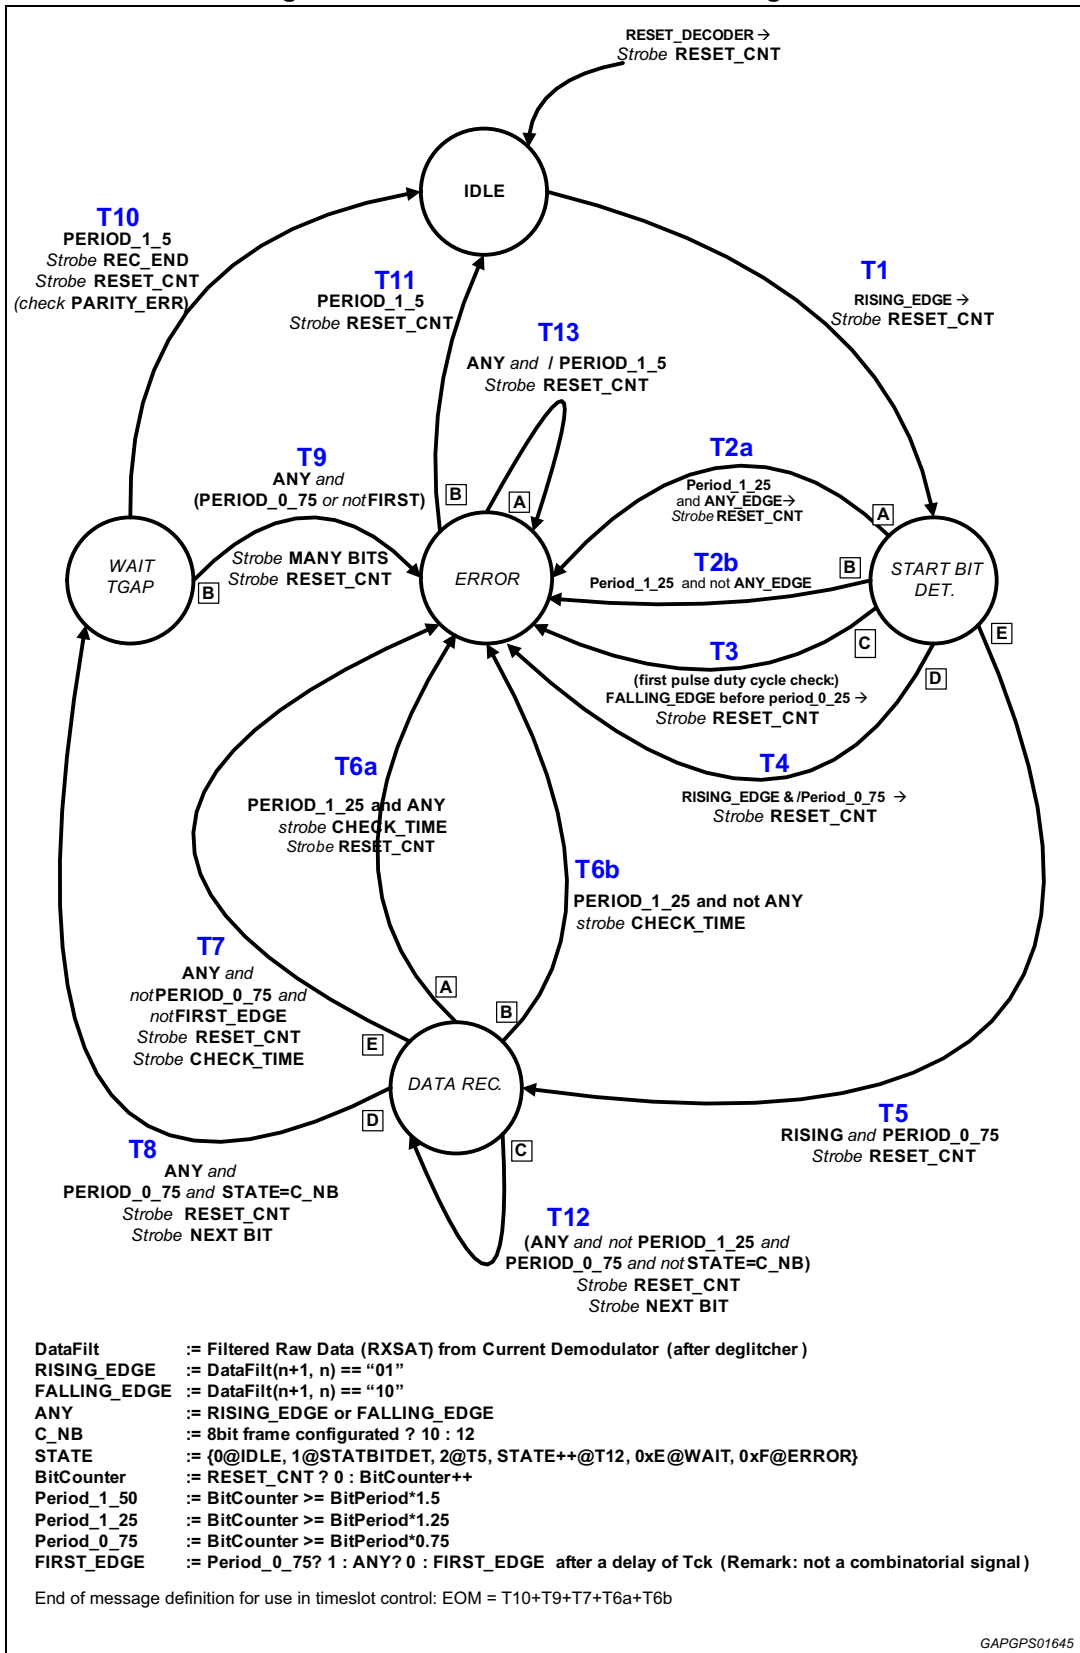 RESET_DECODER →
Strobe RESET_CNT
IDLE
T10
PERIOD_1_5
Strobe REC_END
Strobe RESET_CNT
(check PARITY_ERR)
T11
PERIOD_1_5
Strobe RESET_CNT
T1
RISING_EDGE →
Strobe RESET_CNT
T13
ANY and / PERIOD_1_5
Strobe RESET_CNT
T9
ANY and
(PERIOD_0_75 or not FIRST)
Strobe MANY BITS
Strobe RESET_CNT
B
B
A
T2a
Period_1_25
and ANY_EDGE→
Strobe RESET_CNT
A
T2b
Period_1_25 and not ANY_EDGE
B
WAIT
TGAP
ERROR
START BIT
DET.
C
D
E
T3
(first pulse duty cycle check:)
FALLING_EDGE before period_0_25 →
Strobe RESET_CNT
T4
RISING_EDGE & /Period_0_75 →
Strobe RESET_CNT
T6a
PERIOD_1_25 and ANY
strobe CHECK_TIME
Strobe RESET_CNT
T6b
PERIOD_1_25 and not ANY
strobe CHECK_TIME
T7
ANY and
not PERIOD_0_75 and
not FIRST_EDGE
Strobe RESET_CNT
Strobe CHECK_TIME
A
B
E
DATA REC.
D
C
T5
RISING and PERIOD_0_75
Strobe RESET_CNT
T8
ANY and
PERIOD_0_75 and STATE=C_NB
Strobe RESET_CNT
Strobe NEXT BIT
T12
(ANY and not PERIOD_1_25 and
PERIOD_0_75 and not STATE=C_NB)
Strobe RESET_CNT
Strobe NEXT BIT
DataFilt := Filtered Raw Data (RXSAT) from Current Demodulator (after deglitcher)
RISING_EDGE := DataFilt(n+1, n) == “01”
FALLING_EDGE := DataFilt(n+1, n) == “10”
ANY := RISING_EDGE or FALLING_EDGE
C_NB := 8bit frame configurated ? 10 : 12
STATE := {0@IDLE, 1@STATBITDET, 2@T5, STATE++@T12, 0xE@WAIT, 0xF@ERROR}
BitCounter := RESET_CNT ? 0 : BitCounter++
Period_1_50 := BitCounter >= BitPeriod*1.5
Period_1_25 := BitCounter >= BitPeriod*1.25
Period_0_75 := BitCounter >= BitPeriod*0.75
FIRST_EDGE := Period_0_75? 1 : ANY? 0 : FIRST_EDGE after a delay of Tck (Remark: not a combinatorial signal)
End of message definition for use in timeslot control: EOM = T10+T9+T7+T6a+T6b
GAPGPS01645